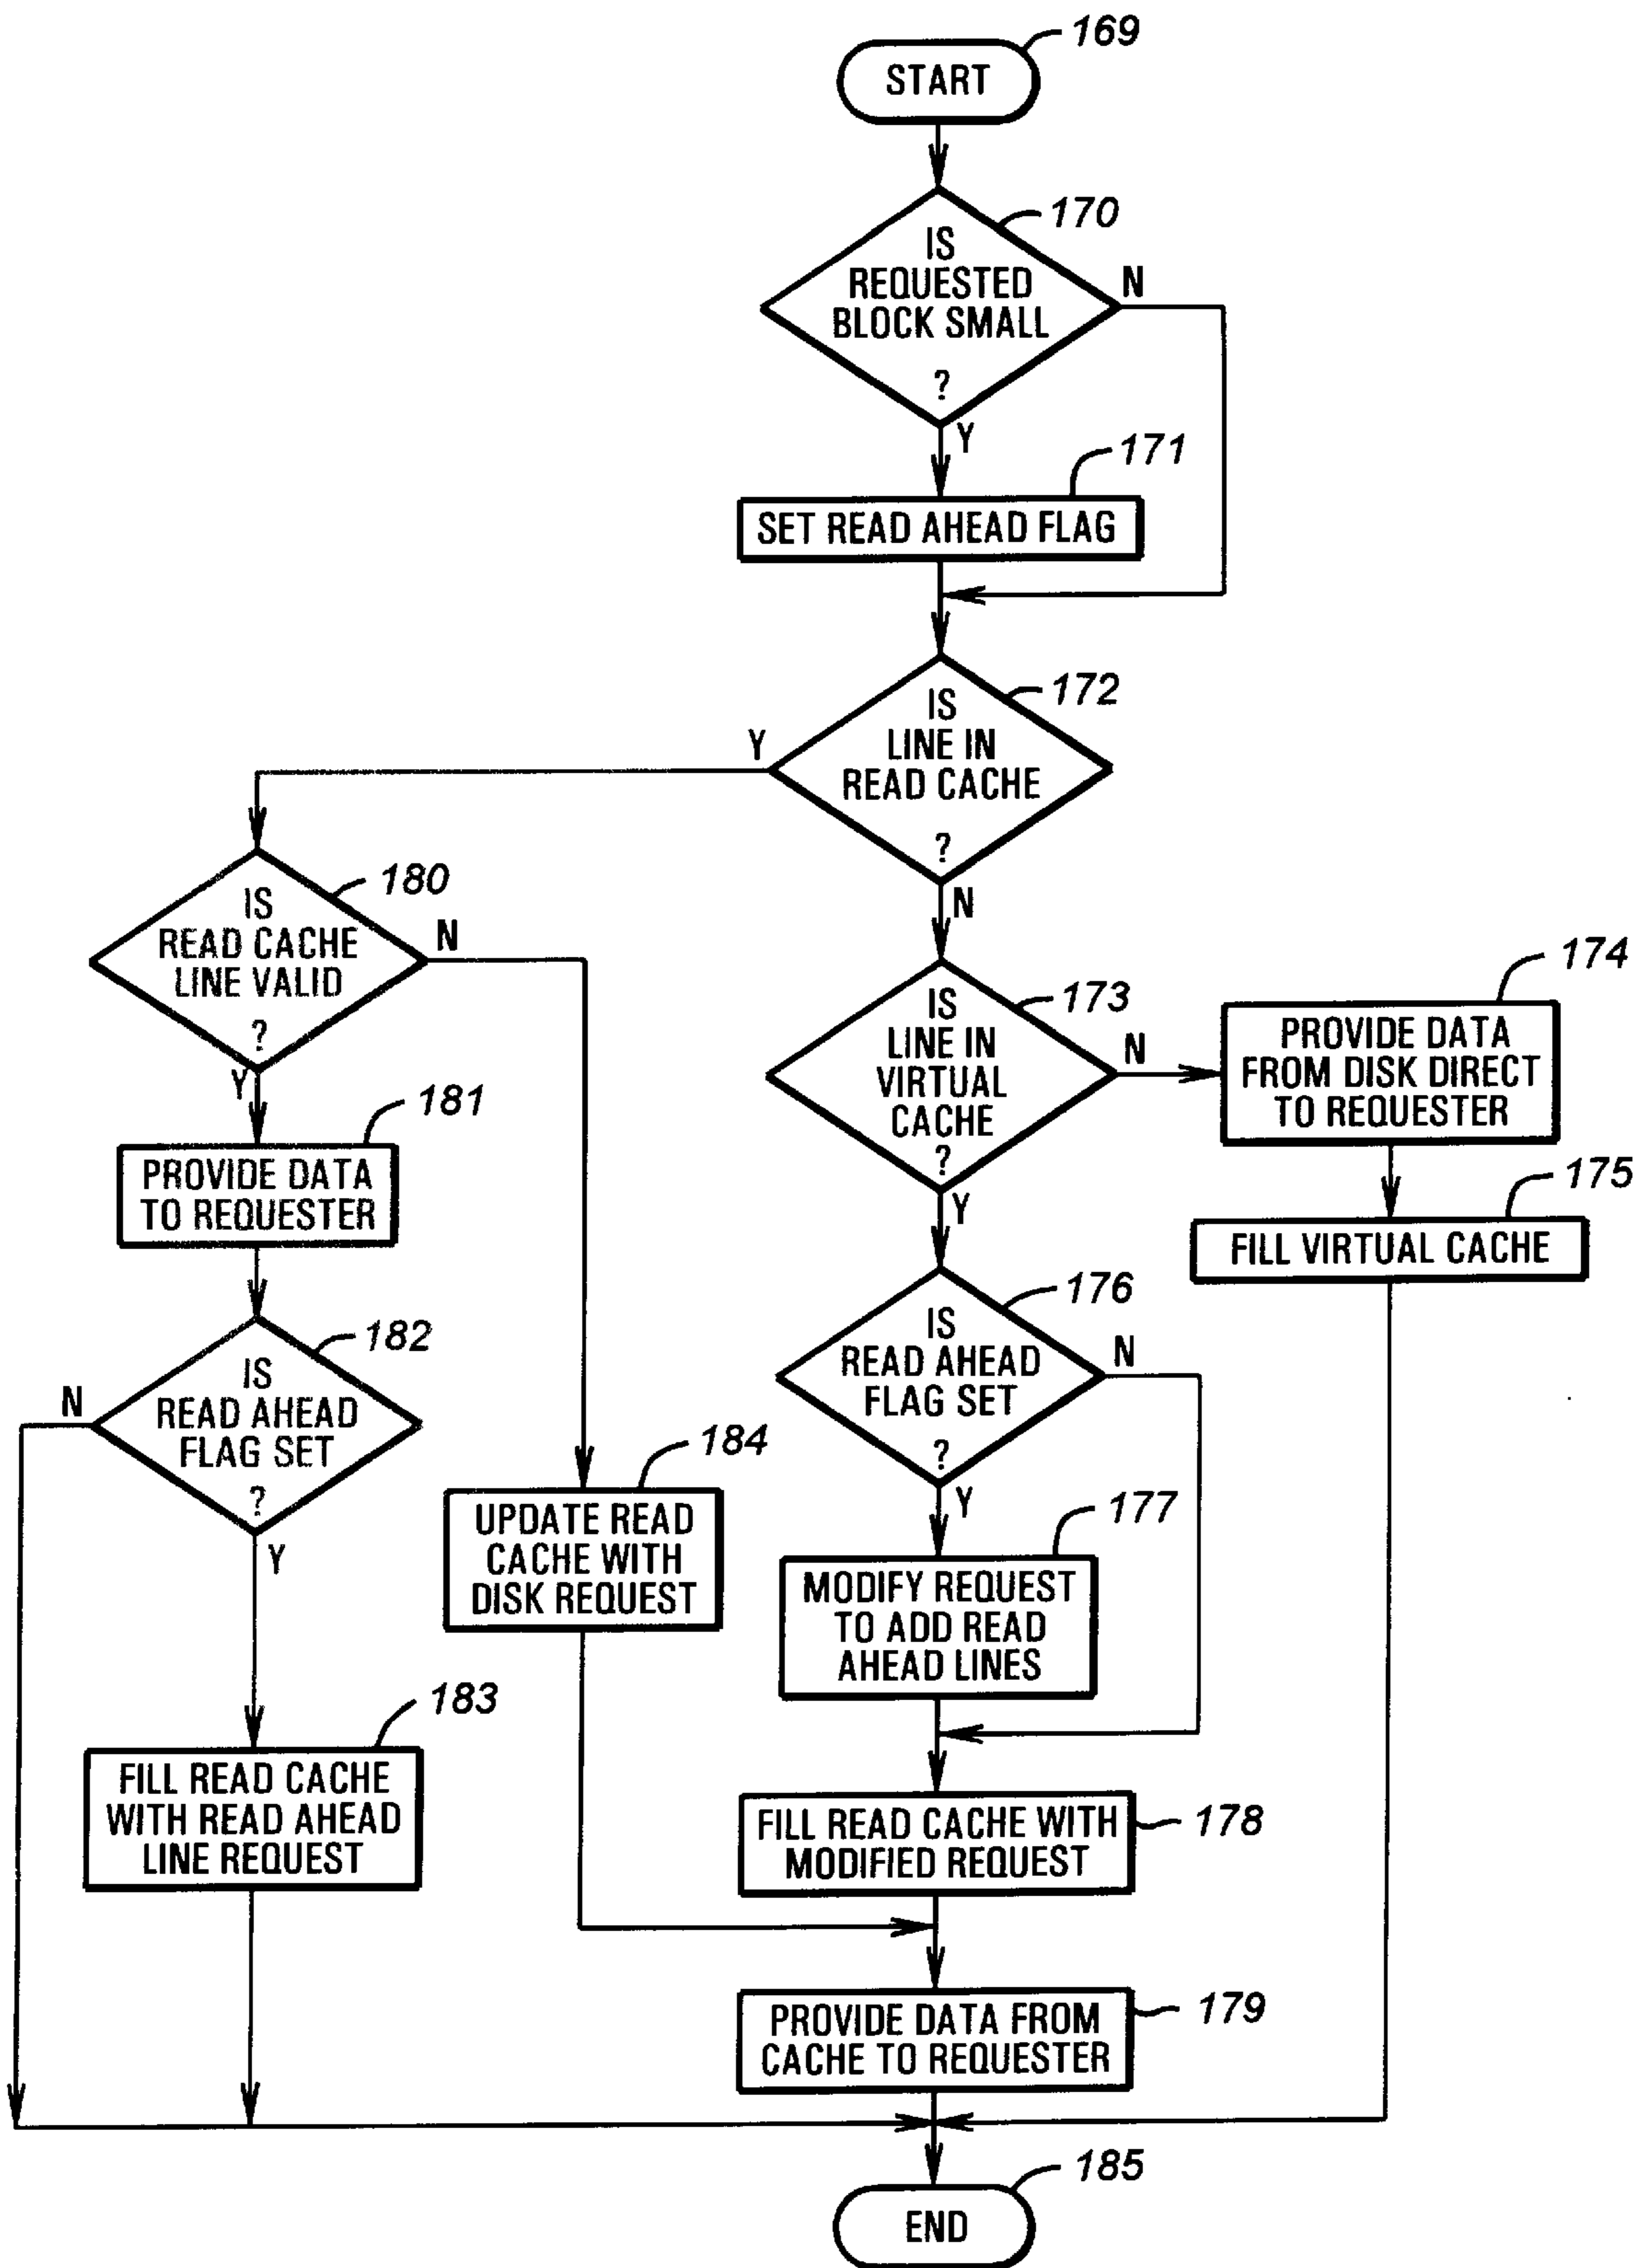 169
START
170
IS
REQUESTED
BLOCK SMALL
?
N
Y
171
SET READ AHEAD FLAG
172
IS
LINE IN
READ CACHE
?
Y
N
180
IS
READ CACHE
LINE VALID
?
N
Y
173
IS
LINE IN
VIRTUAL
CACHE
?
N
Y
174
PROVIDE DATA
FROM DISK DIRECT
TO REQUESTER
175
FILL VIRTUAL CACHE
181
PROVIDE DATA
TO REQUESTER
182
IS
READ AHEAD
FLAG SET
?
N
Y
176
IS
READ AHEAD
FLAG SET
?
N
Y
184
UPDATE READ
CACHE WITH
DISK REQUEST
177
MODIFY REQUEST
TO ADD READ
AHEAD LINES
183
FILL READ CACHE
WITH READ AHEAD
LINE REQUEST
178
FILL READ CACHE WITH
MODIFIED REQUEST
179
PROVIDE DATA FROM
CACHE TO REQUESTER
185
END